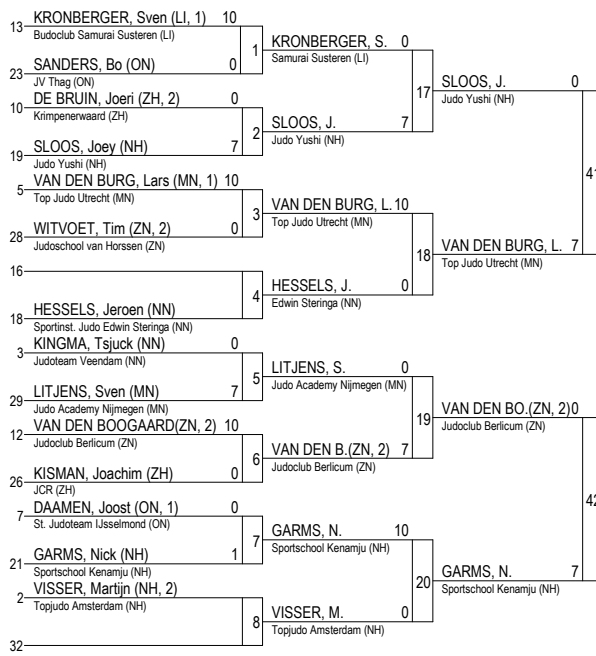 13 KRONBERGER, Sven (LI, 1) 10
Budoclub Samurai Susteren (LI)
23 SANDERS, Bo (ON) 0
JV Thag (ON)
1
KRONBERGER, S. 0
Samurai Susteren (LI)
10 DE BRUIN, Joeri (ZH, 2) 0
Krimpenerwaard (ZH)
19 SLOOS, Joey (NH) 7
Judo Yushi (NH)
2
SLOOS, J. 7
Judo Yushi (NH)
17
SLOOS, J. 0
Judo Yushi (NH)
5 VAN DEN BURG, Lars (MN, 1) 10
Top Judo Utrecht (MN)
28 WITVOET, Tim (ZN, 2) 0
Judoschool van Horssen (ZN)
3
VAN DEN BURG, L. 10
Top Judo Utrecht (MN)
16
18 HESSELS, Jeroen (NN)
Sportinst. Judo Edwin Steringa (NN)
4
HESSELS, J. 0
Edwin Steringa (NN)
18
VAN DEN BURG, L. 7
Top Judo Utrecht (MN)
41
3 KINGMA, Tsjuck (NN) 0
Judoteam Veendam (NN)
29 LITJENS, Sven (MN) 7
Judo Academy Nijmegen (MN)
5
LITJENS, S. 0
Judo Academy Nijmegen (MN)
12 VAN DEN BOOGAARD(ZN, 2) 10
Judoclub Berlicum (ZN)
26 KISMAN, Joachim (ZH) 0
JCR (ZH)
6
VAN DEN B.(ZN, 2) 7
Judoclub Berlicum (ZN)
19
VAN DEN BO.(ZN, 2) 0
Judoclub Berlicum (ZN)
7 DAAMEN, Joost (ON, 1) 0
St. Judoteam IJsselmond (ON)
21 GARMS, Nick (NH) 1
Sportschool Kenamju (NH)
7
GARMS, N. 10
Sportschool Kenamju (NH)
2 VISSER, Martijn (NH, 2)
Topjudo Amsterdam (NH)
32
8
VISSER, M. 0
Topjudo Amsterdam (NH)
20
GARMS, N. 7
Sportschool Kenamju (NH)
42